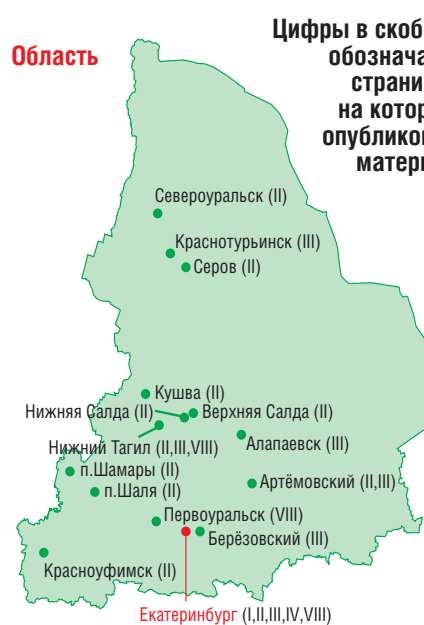 Область
Цифры в скоб
обознача
страни
на котор
опубликов
матери
Североуральск (II)
Краснотурьинск (III)
Серов (II)
Кушва (II)
Нижняя Салда (II)
Верхняя Салда (II)
Нижний Тагил (II,III,VIII)
Алапаевск (III)
п.Шамары (II)
п.Шаля (II)
Артёмовский (II,III)
Первоуральск (VIII)
Берёзовский (III)
Красноуфимск (II)
Екатеринбург (I,II,III,IV,VIII)